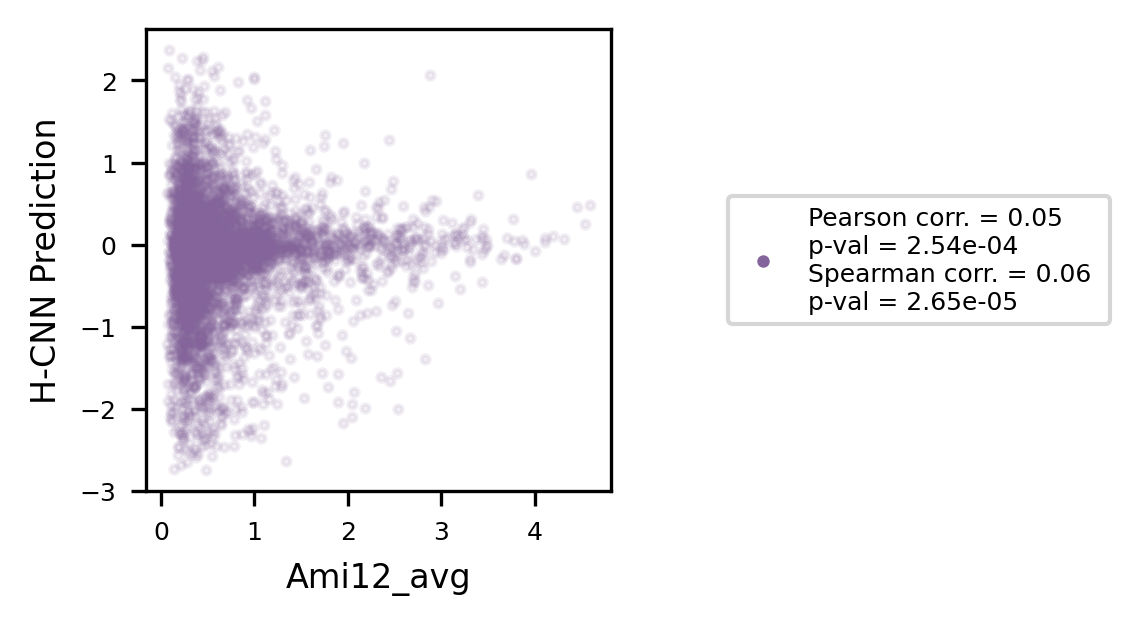 2
1
0
−1
−2
−3
H-CNN Prediction
0 1 2 3 4
Ami12_avg
Pearson corr. = 0.05
p-val = 2.54e-04
Spearman corr. = 0.06
p-val = 2.65e-05